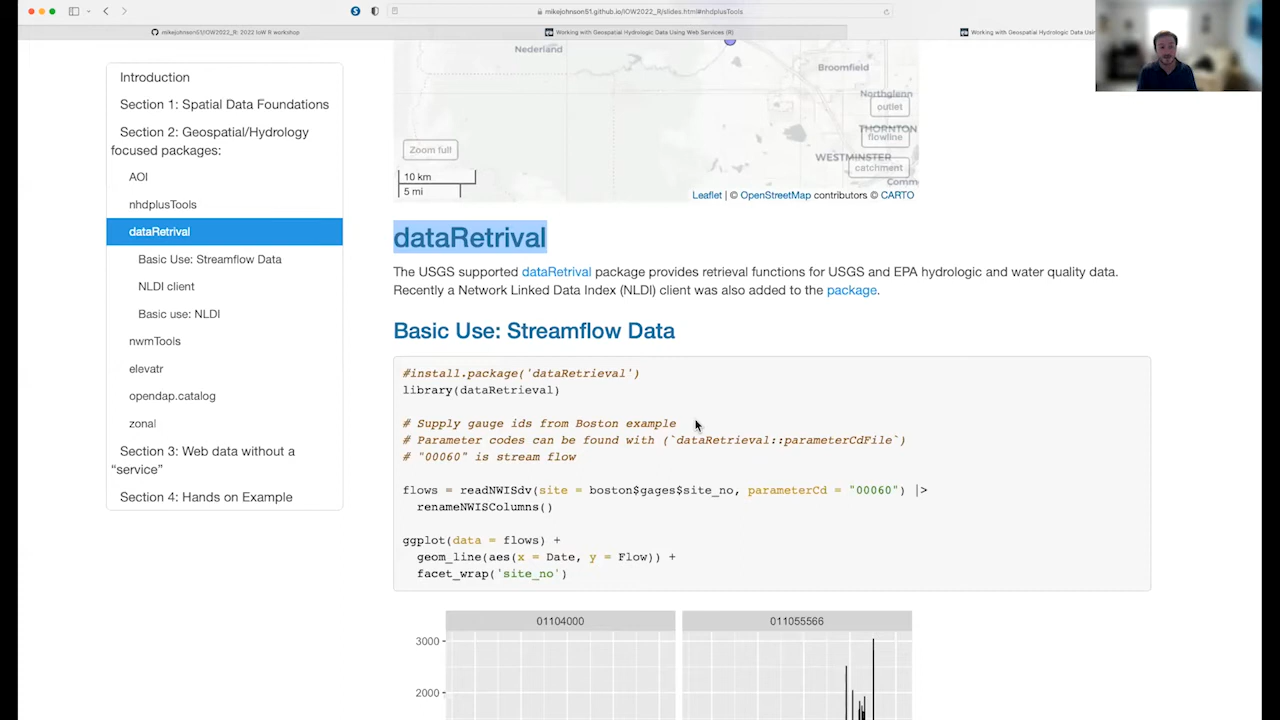 mikejohnson51.github.io/IOW2022_R/slides.html#nhdplusTools
mikejohnson51/IOW2022_R: 2022 IoW R workshop
Working with Geospatial Hydrologic Data Using Web Services (R)
Working with Geospatial Hydrologic Data Usin
Introduction
Section 1: Spatial Data Foundations
Section 2: Geospatial/Hydrology
focused packages:
AOI
nhdplusTools
dataRetrival
Basic Use: Streamflow Data
NLDI client
Basic use: NLDI
nwmTools
elevatr
opendap.catalog
zonal
Section 3: Web data without a
“service”
Section 4: Hands on Example
Nederland
Broomfield
Northglenn
outlet
THORNTON
flowline
WESTMINSTER
catchment
Comme
Zoom full
10 km
5 mi
Leaflet | © OpenStreetMap contributors © CARTO
dataRetrival
The USGS supported dataRetrival package provides retrieval functions for USGS and EPA hydrologic and water quality data.
Recently a Network Linked Data Index (NLDI) client was also added to the package.
Basic Use: Streamflow Data
#install.package('dataRetrieval')
library(dataRetrieval)
# Supply gauge ids from Boston example
# Parameter codes can be found with (`dataRetrieval::parameterCdFile`)
# "00060" is stream flow
flows = readNWISdv(site = boston$gages$site_no, parameterCd = "00060") |>
renameNWISColumns()
ggplot(data = flows) +
geom_line(aes(x = Date, y = Flow)) +
facet_wrap('site_no')
01104000
011055566
3000
2000